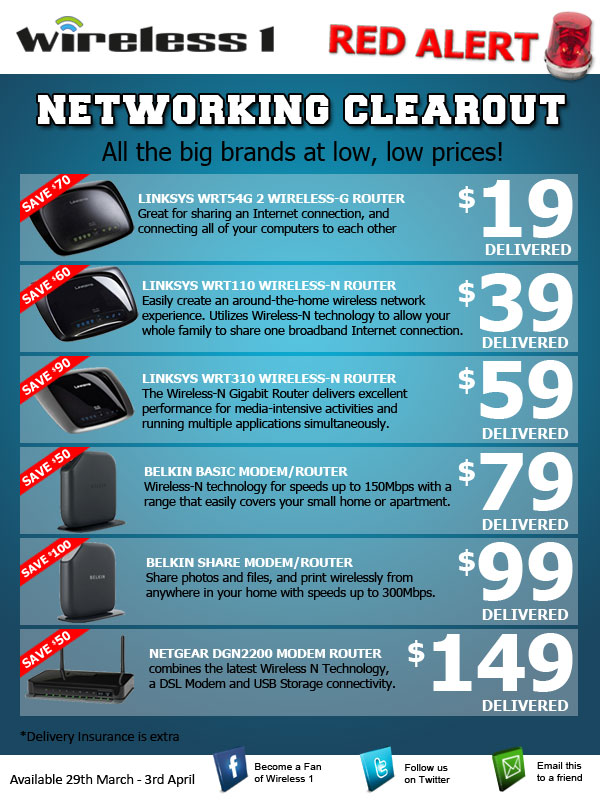 wireless 1
RED ALERT
NETWORKING CLEAROUT
All the big brands at low, low prices!
SAVE $70
LINKSYS WRT54G 2 WIRELESS-G ROUTER
Great for sharing an Internet connection, and
connecting all of your computers to each other
$19
DELIVERED
SAVE $60
LINKSYS WRT110 WIRELESS-N ROUTER
Easily create an around-the-home wireless network
experience. Utilizes Wireless-N technology to allow your
whole family to share one broadband Internet connection.
$39
DELIVERED
SAVE $90
LINKSYS WRT310 WIRELESS-N ROUTER
The Wireless-N Gigabit Router delivers excellent
performance for media-intensive activities and
running multiple applications simultaneously.
$59
DELIVERED
SAVE $50
BELKIN BASIC MODEM/ROUTER
Wireless-N technology for speeds up to 150Mbps with a
range that easily covers your small home or apartment.
$79
DELIVERED
SAVE $100
BELKIN
BELKIN SHARE MODEM/ROUTER
Share photos and files, and print wirelessly from
anywhere in your home with speeds up to 300Mbps.
$99
DELIVERED
SAVE $50
NETGEAR DGN2200 MODEM ROUTER
combines the latest Wireless N Technology,
a DSL Modem and USB Storage connectivity.
$149
DELIVERED
*Delivery Insurance is extra
Available 29th March - 3rd April
Become a Fan
of Wireless 1
Follow us
on Twitter
Email this
to a friend